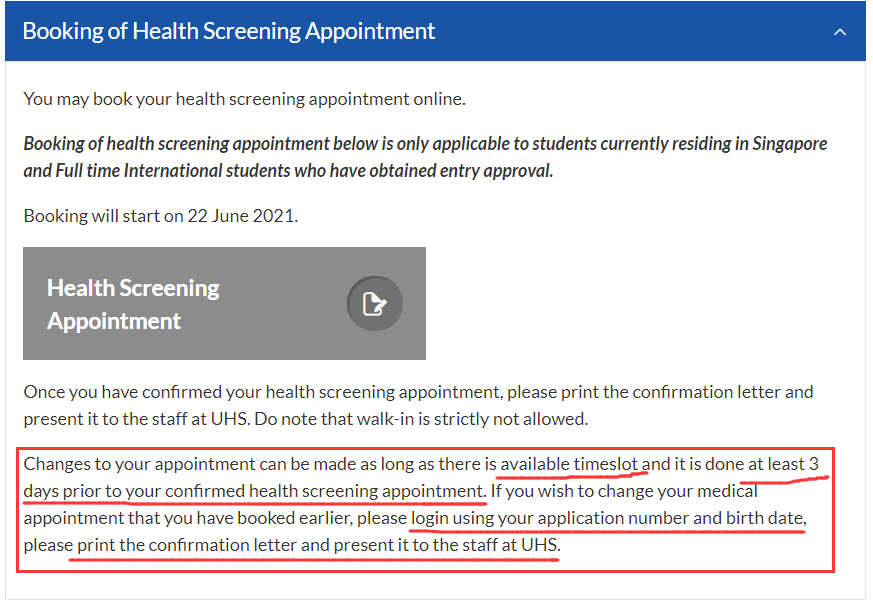 Booking of Health Screening Appointment
You may book your health screening appointment online.
Booking of health screening appointment below is only applicable to students currently residing in Singapore
and Full time International students who have obtained entry approval.
Booking will start on 22 June 2021.
Health Screening
Appointment
Once you have confirmed your health screening appointment, please print the confirmation letter and
present it to the staff at UHS. Do note that walk-in is strictly not allowed.
Changes to your appointment can be made as long as there is available timeslot and it is done at least 3
days prior to your confirmed health screening appointment. If you wish to change your medical
appointment that you have booked earlier, please login using your application number and birth date,
please print the confirmation letter and present it to the staff at UHS.